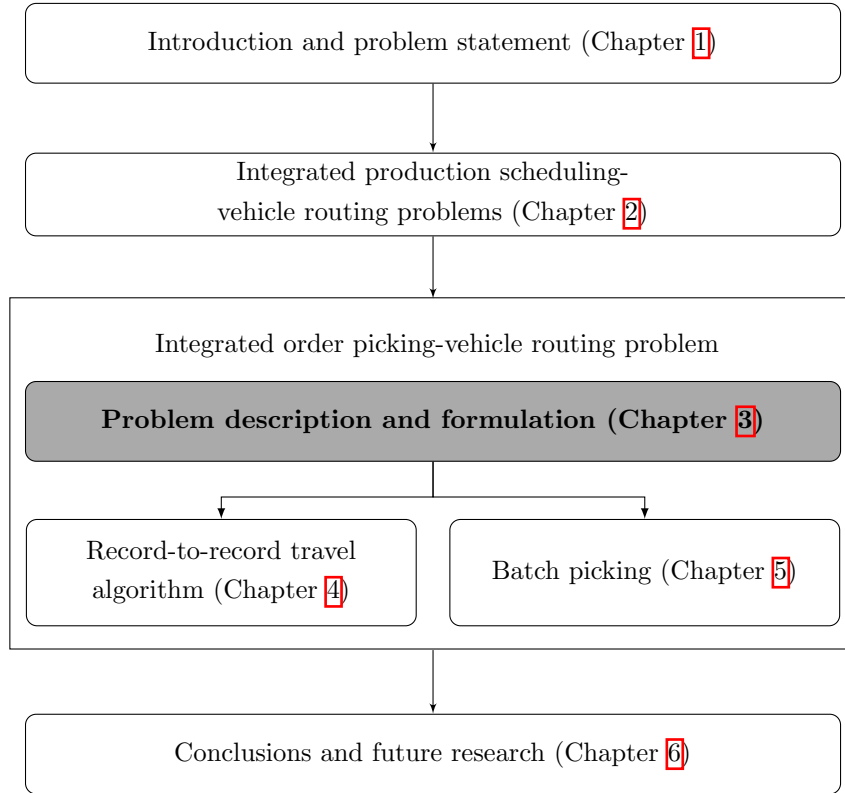 Introduction and problem statement (Chapter 1)
Integrated production scheduling-
vehicle routing problems (Chapter 2)
Integrated order picking-vehicle routing problem
Problem description and formulation (Chapter 3)
Record-to-record travel
algorithm (Chapter 4)
Batch picking (Chapter 5)
Conclusions and future research (Chapter 6)